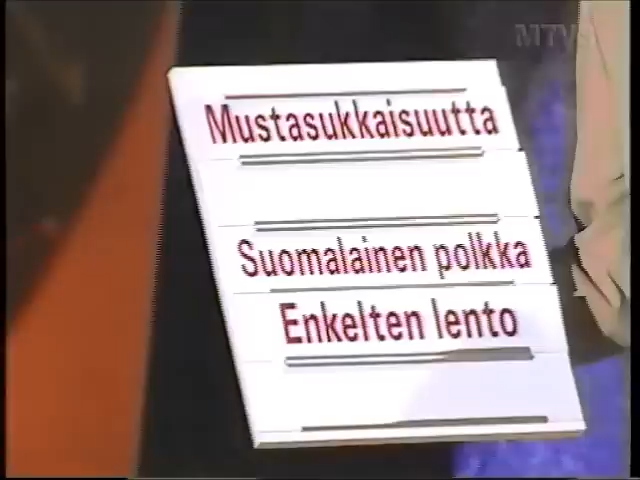 MTV3
Mustasukkaisuutta
Suomalainen polkka
Enkelten lento